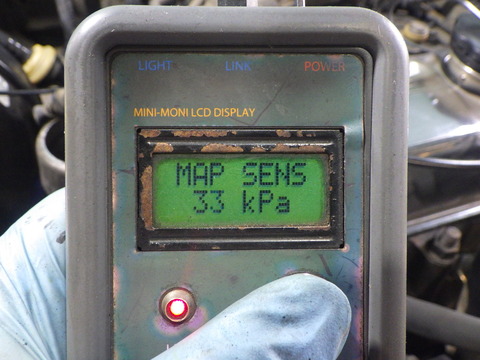 LIGHT LINK POWER
MINI-MONI LCD DISPLAY
MAP SENS
33 kPa